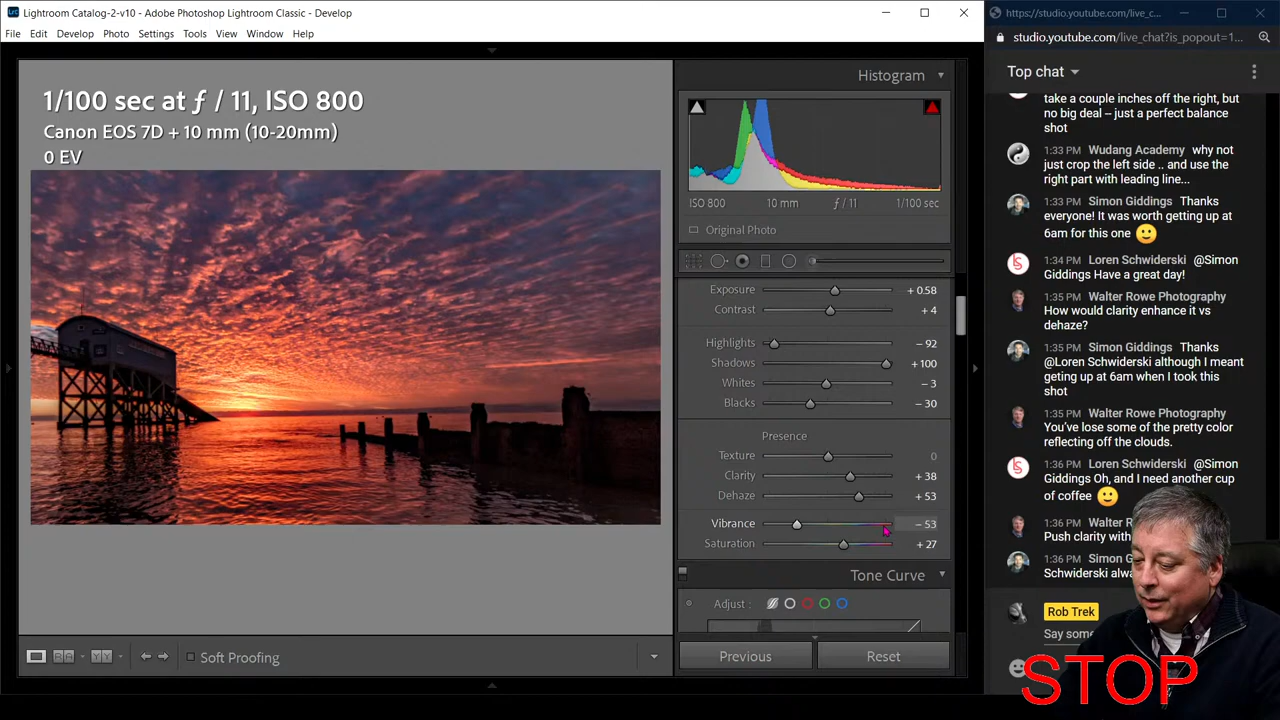 Lightroom Catalog-2-v10 - Adobe Photoshop Lightroom Classic - Develop
File Edit Develop Photo Settings Tools View Window Help
1/100 sec at ƒ / 11, ISO 800
Canon EOS 7D + 10 mm (10-20mm)
0 EV
Histogram
ISO 800 10 mm ƒ / 11 1/100 sec
Original Photo
Exposure + 0.58
Contrast + 4
Highlights − 92
Shadows + 100
Whites − 3
Blacks − 30
Presence
Texture 0
Clarity + 38
Dehaze + 53
Vibrance − 53
Saturation + 27
Tone Curve
Adjust :
Soft Proofing
Previous Reset
https://studio.youtube.com/live_c...
studio.youtube.com/live_chat?is_popout=1...
Top chat
take a couple inches off the right, but
no big deal – just a perfect balance
shot
1:33 PM Wudang Academy why not
just crop the left side .. and use the
right part with leading line...
1:33 PM Simon Giddings Thanks
everyone! It was worth getting up at
6am for this one
1:34 PM Loren Schwiderski @Simon
Giddings Have a great day!
1:35 PM Walter Rowe Photography
How would clarity enhance it vs
dehaze?
1:35 PM Simon Giddings Thanks
@Loren Schwiderski although I meant
getting up at 6am when I took this
shot
1:35 PM Walter Rowe Photography
You've lose some of the pretty color
reflecting off the clouds.
1:36 PM Loren Schwiderski @Simon
Giddings Oh, and I need another cup
of coffee
1:36 PM Walter R
Push clarity with
1:36 PM Simon G
Schwiderski alwa
Rob Trek
Say some
STOP